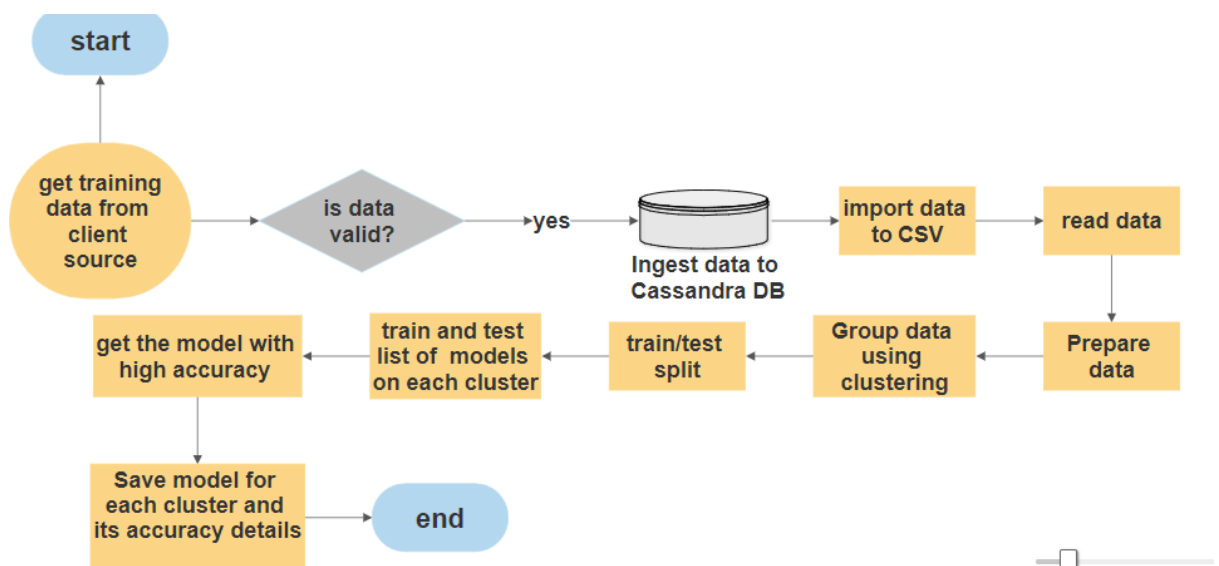 start
get training
data from
client
source
is data
valid?
yes
Ingest data to
Cassandra DB
import data
to CSV
read data
Prepare
data
Group data
using
clustering
train/test
split
train and test
list of models
on each cluster
get the model with
high accuracy
Save model for
each cluster and
its accuracy details
end